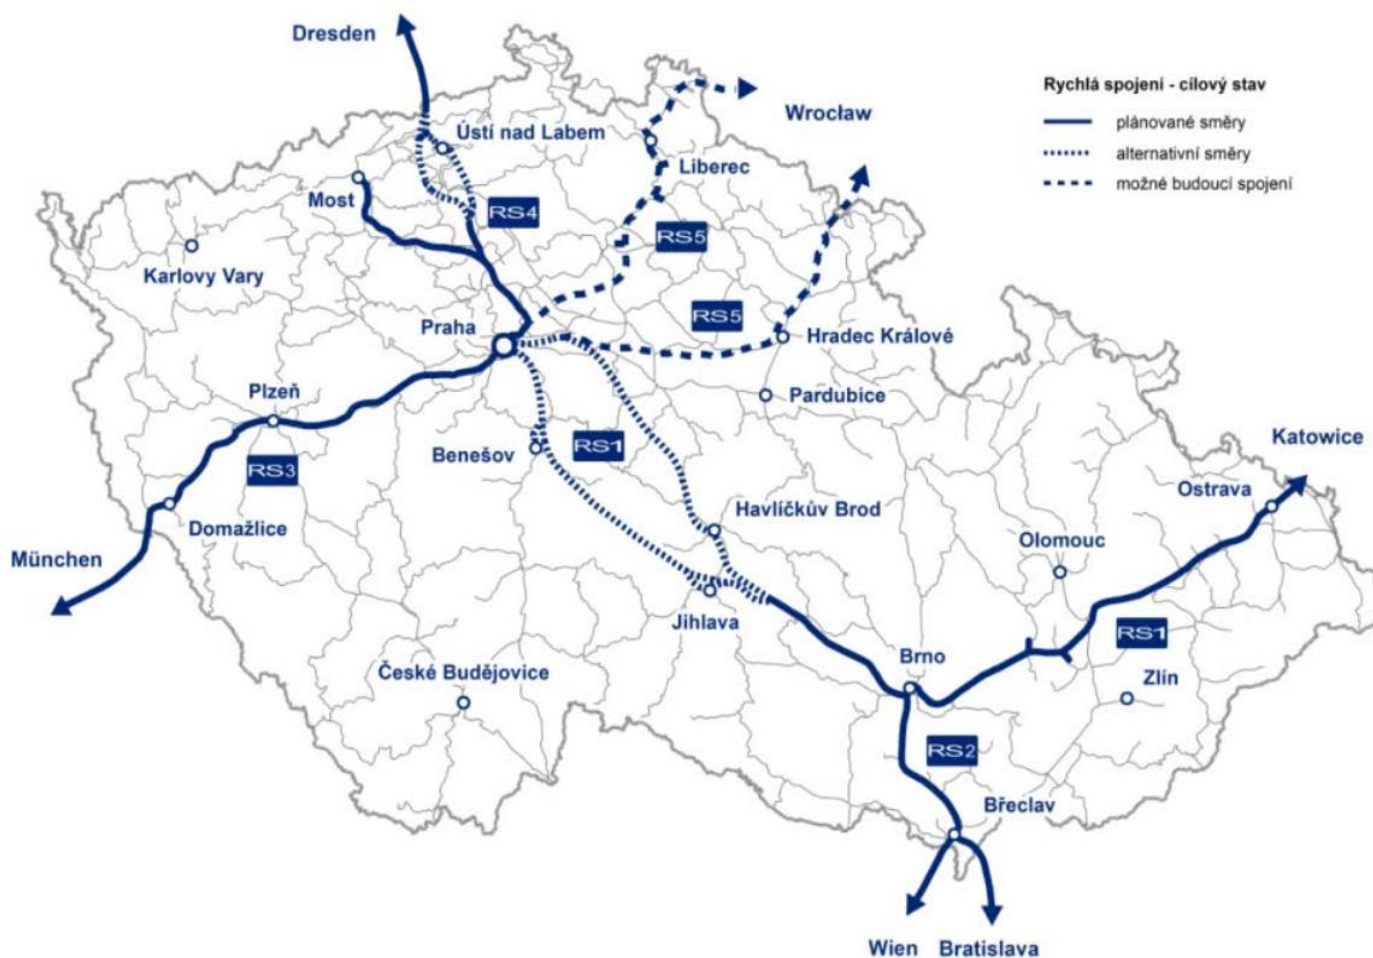 Dresden
Rychlá spojení - cílový stav
Wrocław
plánované směry
Ústí nad Labem
alternativní směry
Liberec
možné budoucí spojení
Most
RS4
RS5
Karlovy Vary
RS5
Praha
Hradec Králové
Plzeň
Pardubice
Benešov
RS1
Katowice
RS3
Ostrava
Havlíčkův Brod
Domažlice
Olomouc
München
Jihlava
RS1
Brno
České Budějovice
Zlín
RS2
Břeclav
Wien
Bratislava